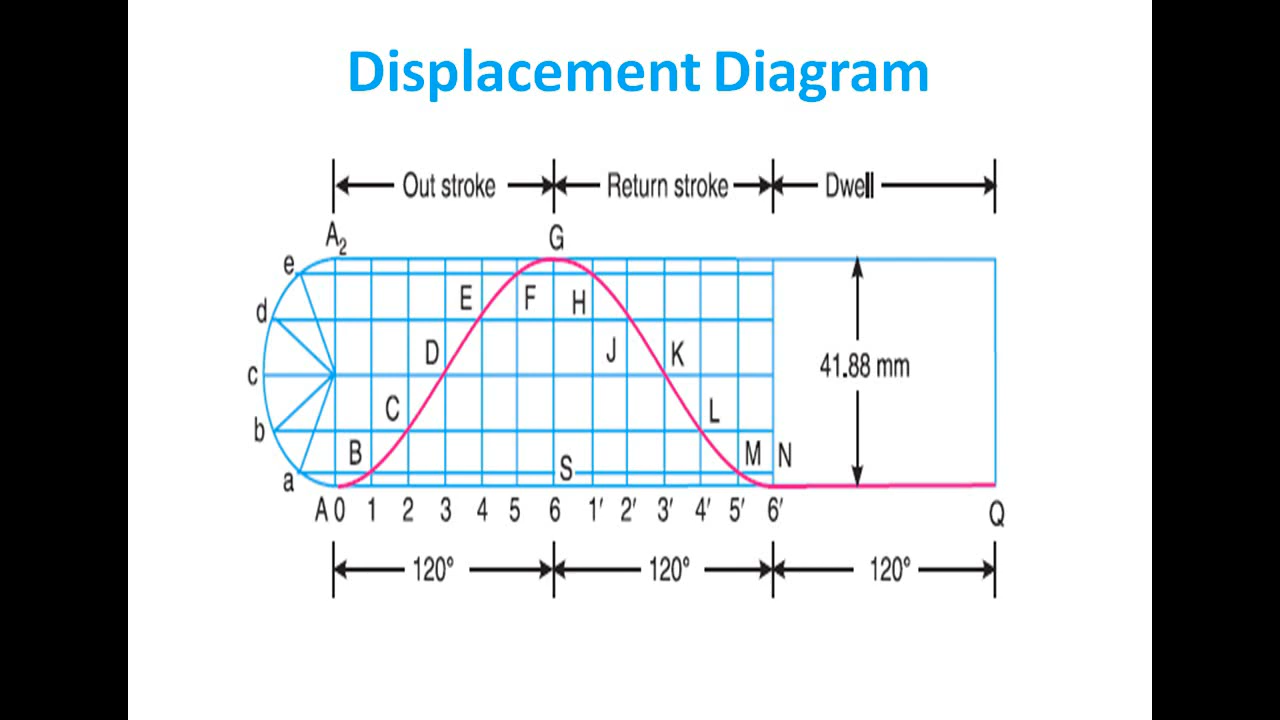 Displacement Diagram
Out stroke Return stroke Dwell
A₂ G
e
E F H
d
D J K
41.88 mm
c
C L
b
B S M N
a
A 0 1 2 3 4 5 6 1′ 2′ 3′ 4′ 5′ 6′ Q
120° 120° 120°